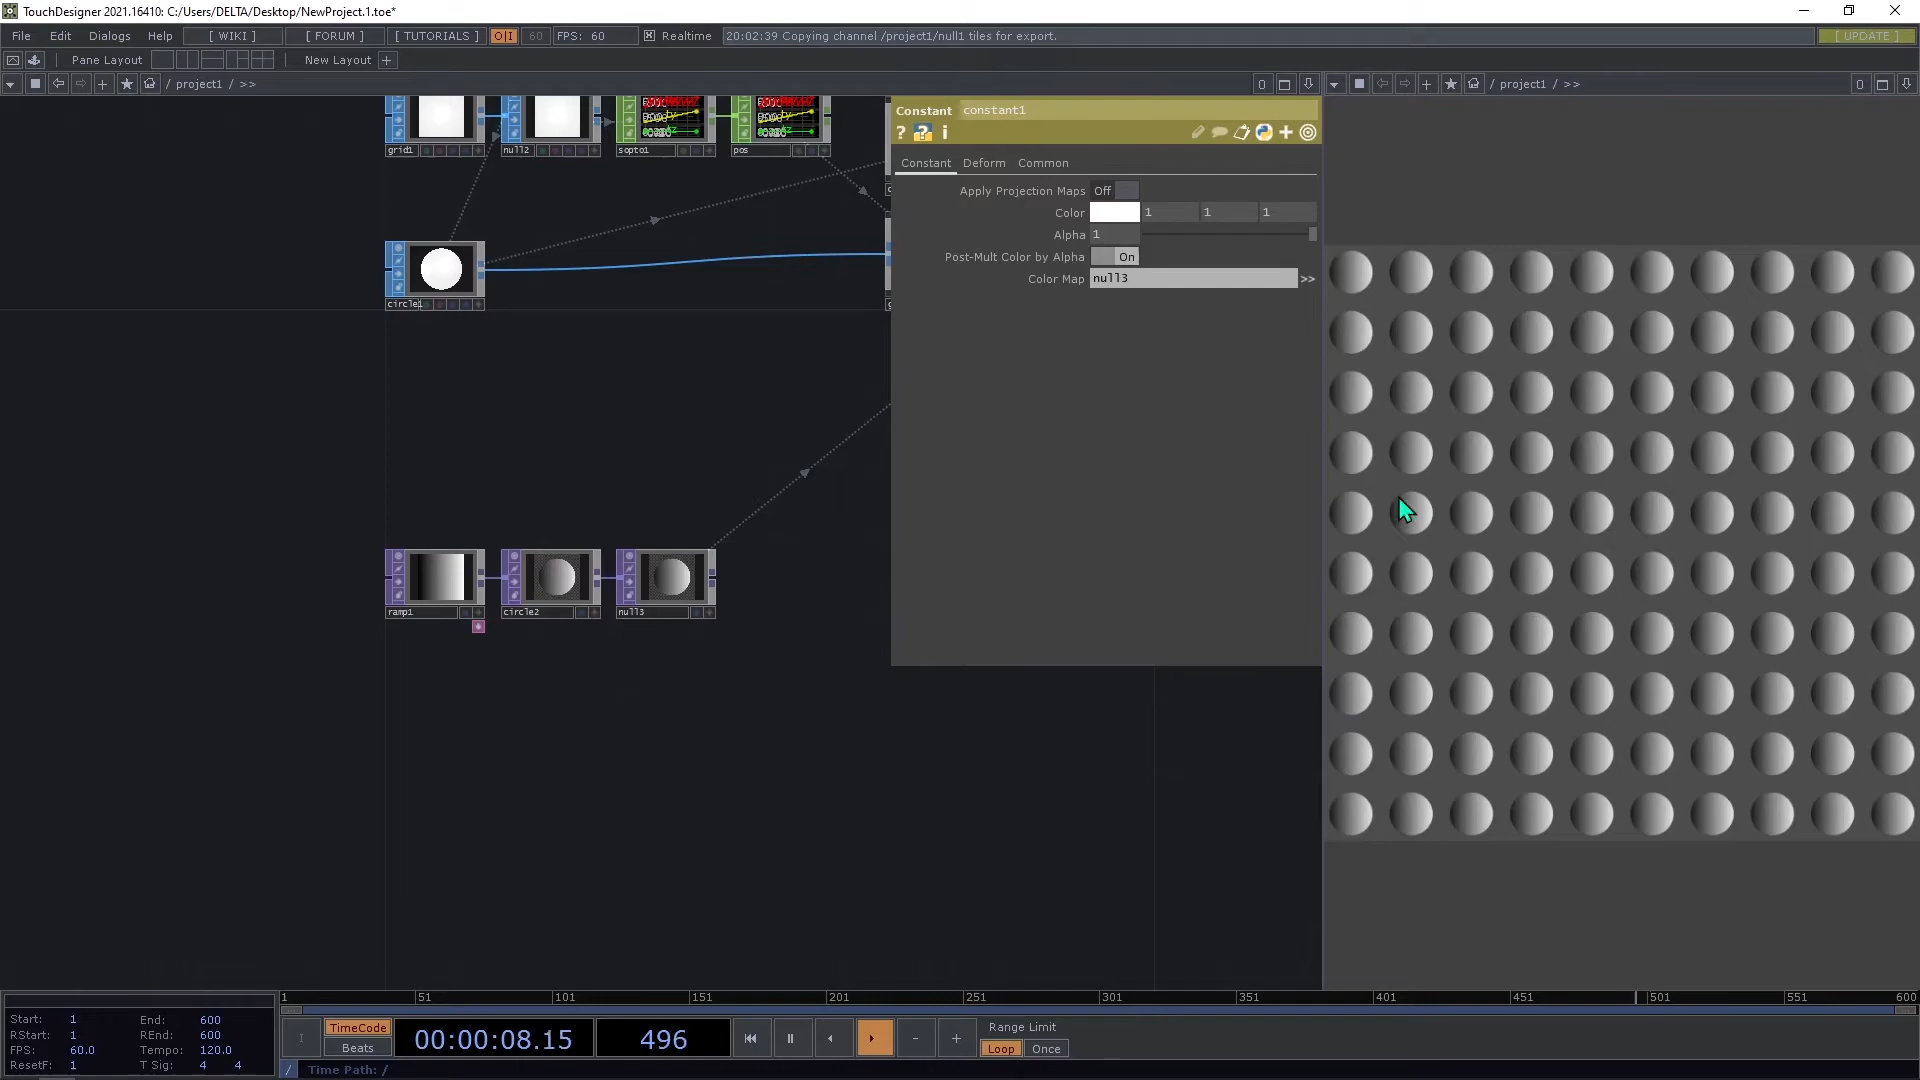 TouchDesigner 2021.16410: C:/Users/DELTA/Desktop/NewProject.1.toe*
File Edit Dialogs Help [ WIKI ] [ FORUM ] [ TUTORIALS ] O|I 60 FPS: 60 Realtime 20:02:39 Copying channel /project1/null1 tiles for export. [ UPDATE ]
Pane Layout New Layout +
/ project1 / >> 0 / project1 / >> 0
Constant constant1
? ? i
grid1 null2 sopto1 pos
Constant Deform Common
Apply Projection Maps Off
Color 1 1 1
Alpha 1
Post-Mult Color by Alpha On
Color Map null3 >>
circle1
ramp1 circle2 null3
1 51 101 151 201 251 301 351 401 451 501 551 600
Start: 1 End: 600
RStart: 1 REnd: 600
FPS: 60.0 Tempo: 120.0
ResetF: 1 T Sig: 4 4
TimeCode
Beats
00:00:08.15 496
Range Limit
Loop Once
/ Time Path: /